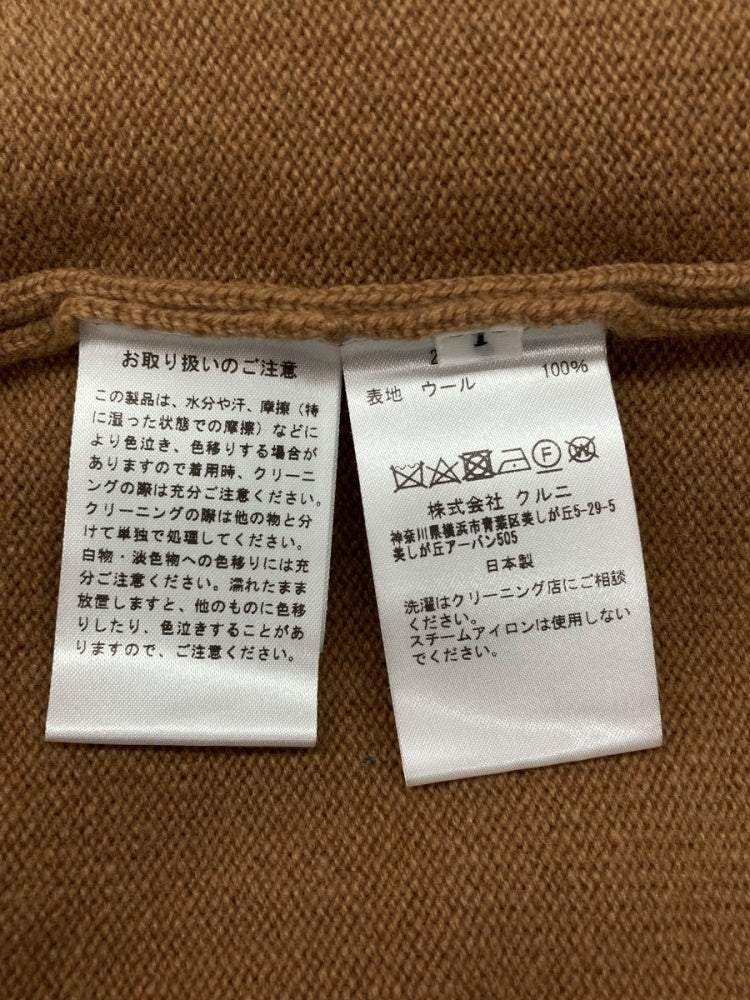 お取り扱いのご注意
この製品は、水分や汗、摩擦（特
に湿った状態での摩擦）などに
より色泣き、色移りする場合が
ありますので着用時、クリーニ
ングの際は充分ご注意ください。
クリーニングの際は他の物と分
けて単独で処理してください。
白物・淡色物への色移りには充
分ご注意ください。濡れたまま
放置しますと、他のものに色移
りしたり、色泣きすることがあ
りますので、ご注意ください。
2
表地 ウール 100%
F W
株式会社 クルニ
神奈川県横浜市青葉区美しが丘5-29-5
美しが丘アーバン505
日本製
洗濯はクリーニング店にご相談
ください。
スチームアイロンは使用しない
でください。